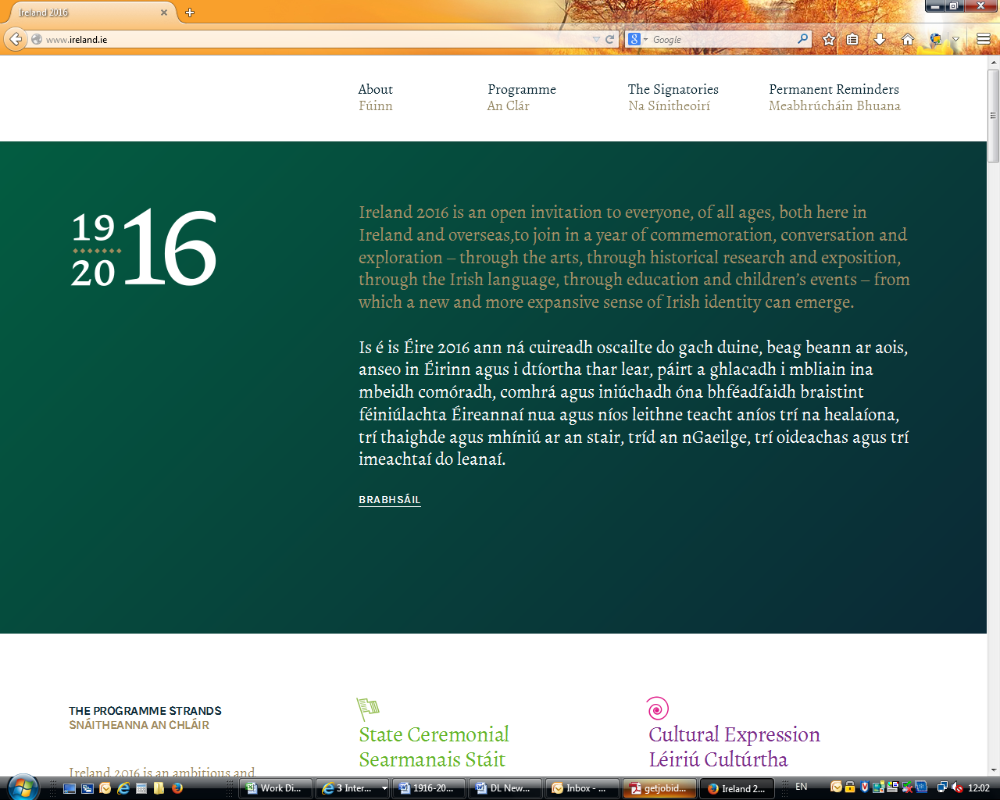 Ireland 2016
www.ireland.ie
Google
About
Fúinn
Programme
An Clár
The Signatories
Na Sínitheoirí
Permanent Reminders
Meabhrúcháin Bhuana
19
20
16
Ireland 2016 is an open invitation to everyone, of all ages, both here in
Ireland and overseas,to join in a year of commemoration, conversation and
exploration – through the arts, through historical research and exposition,
through the Irish language, through education and children’s events – from
which a new and more expansive sense of Irish identity can emerge.
Is é is Éire 2016 ann ná cuireadh oscailte do gach duine, beag beann ar aois,
anseo in Éirinn agus i dtíortha thar lear, páirt a ghlacadh i mbliain ina
mbeidh comóradh, comhrá agus iniúchadh óna bhféadfaidh braistint
féiniúlachta Éireannaí nua agus níos leithne teacht aníos trí na healaíona,
trí thaighde agus mhíniú ar an stair, tríd an nGaeilge, trí oideachas agus trí
imeachtaí do leanaí.
BRABHSÁIL
THE PROGRAMME STRANDS
SNÁITHEANNA AN CHLÁIR
Ireland 2016 is an ambitious and
State Ceremonial
Searmanais Stáit
Cultural Expression
Léiriú Cultúrtha
Work Di...
3 Inter...
1916-20...
DL New...
Inbox - ...
getjobid...
Ireland 2...
EN
12:02